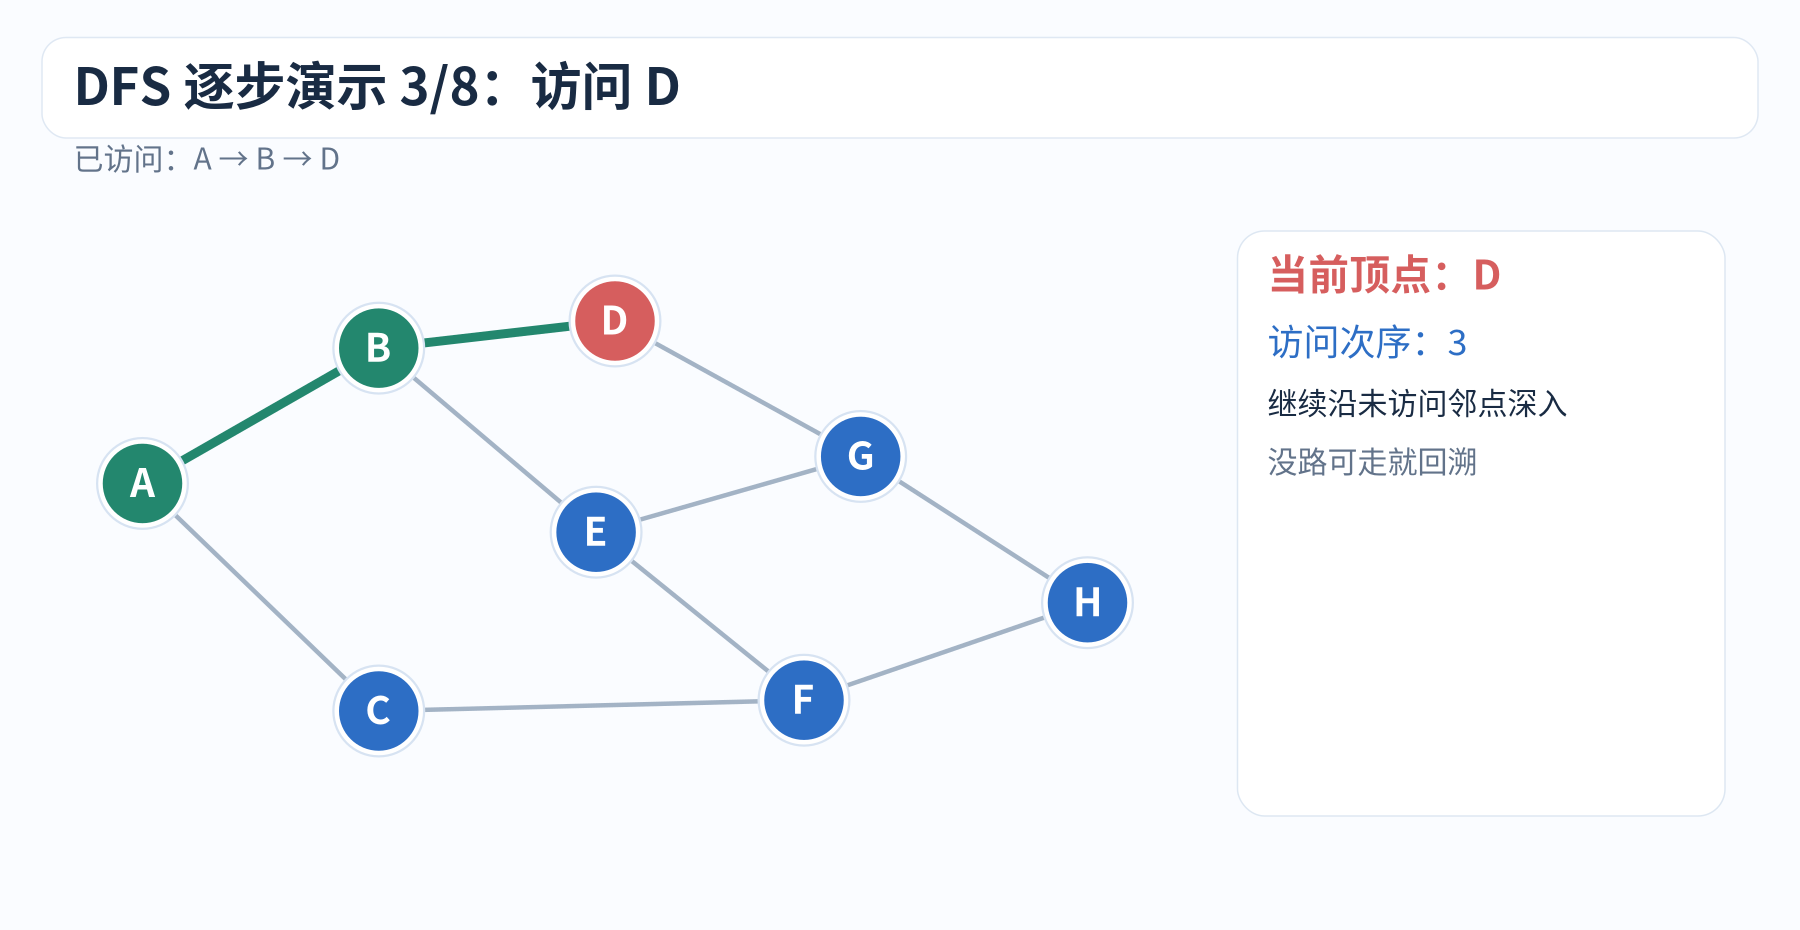 DFS 逐步演示 3/8：访问 D
已访问：A → B → D
当前顶点：D
访问次序：3
继续沿未访问邻点深入
没路可走就回溯
D
B
G
A
E
H
F
C